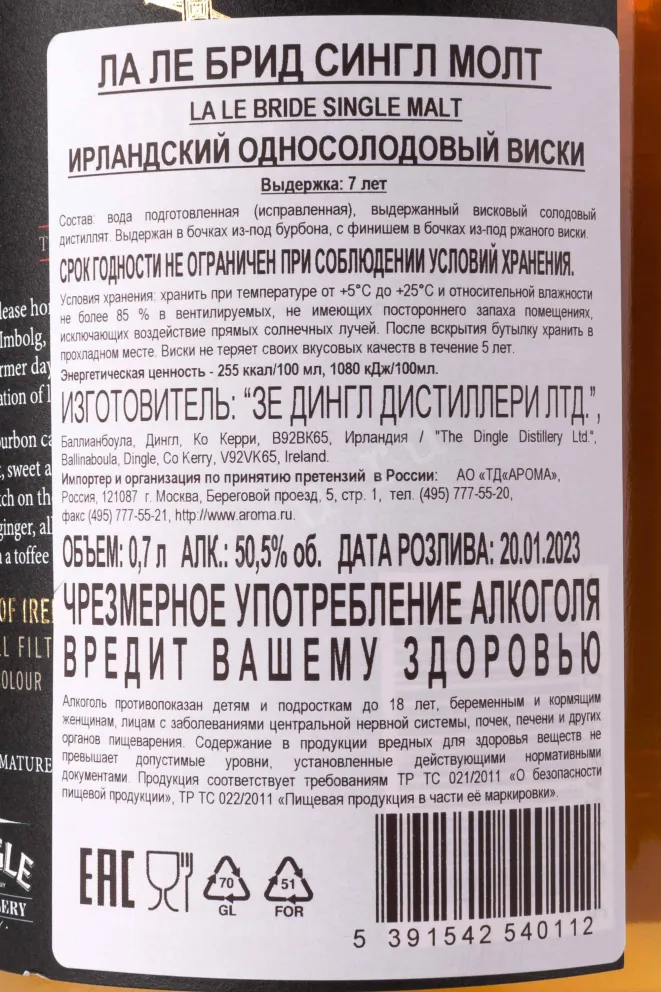 ЛА ЛЕ БРИД СИНГЛ МОЛТ
LA LE BRIDE SINGLE MALT
ИРЛАНДСКИЙ ОДНОСОЛОДОВЫЙ ВИСКИ
Выдержка: 7 лет
Состав: вода подготовленная (исправленная), выдержанный висковый солодовый
дистиллят. Выдержан в бочках из-под бурбона, с финишем в бочках из-под ржаного виски.
СРОК ГОДНОСТИ НЕ ОГРАНИЧЕН ПРИ СОБЛЮДЕНИИ УСЛОВИЙ ХРАНЕНИЯ.
Условия хранения: хранить при температуре от +5°С до +25°С и относительной влажности
не более 85 % в вентилируемых, не имеющих постороннего запаха помещениях,
исключающих воздействие прямых солнечных лучей. После вскрытия бутылку хранить в
прохладном месте. Виски не теряет своих вкусовых качеств в течение 5 лет.
Энергетическая ценность - 255 ккал/100 мл, 1080 кДж/100мл.
ИЗГОТОВИТЕЛЬ: “ЗЕ ДИНГЛ ДИСТИЛЛЕРИ ЛТД.”,
Баллианбоула, Дингл, Ко Керри, В92ВК65, Ирландия / "The Dingle Distillery Ltd.",
Ballinaboula, Dingle, Co Kerry, V92VK65, Ireland.
Импортер и организация по принятию претензий в России: АО «ТД«АРОМА»,
Россия, 121087 г. Москва, Береговой проезд, 5, стр. 1, тел. (495) 777-55-20,
факс (495) 777-55-21, http://www.aroma.ru.
ОБЪЕМ: 0,7 л АЛК.: 50,5% об. ДАТА РОЗЛИВА: 20.01.2023
ЧРЕЗМЕРНОЕ УПОТРЕБЛЕНИЕ АЛКОГОЛЯ
ВРЕДИТ ВАШЕМУ ЗДОРОВЬЮ
Алкоголь противопоказан детям и подросткам до 18 лет, беременным и кормящим
женщинам, лицам с заболеваниями центральной нервной системы, почек, печени и других
органов пищеварения. Содержание в продукции вредных для здоровья веществ не
превышает допустимые уровни, установленные действующими нормативными
документами. Продукция соответствует требованиям ТР ТС 021/2011 «О безопасности
пищевой продукции», ТР ТС 022/2011 «Пищевая продукция в части её маркировки».
EAC 70 GL 51 FOR
5 391542 540112